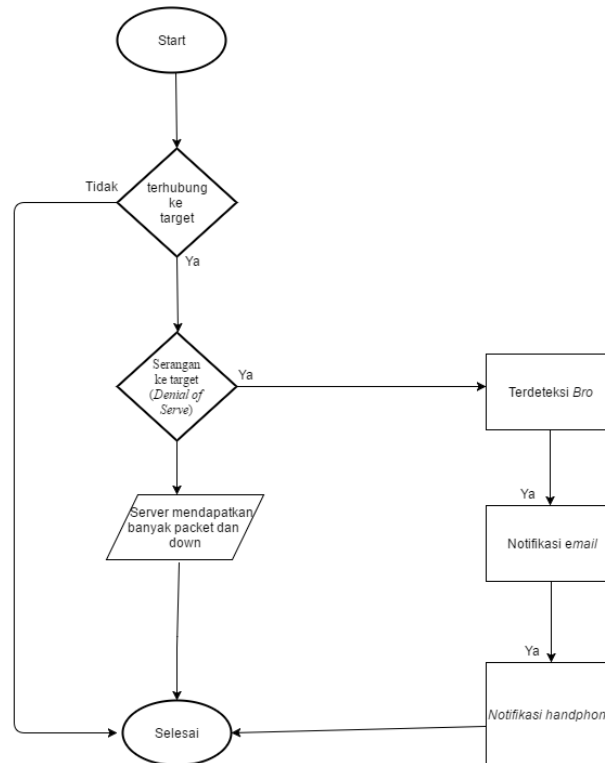 Start
Tidak
terhubung
ke
target
Ya
Serangan
ke target
(Denial of
Serve)
Ya
Terdeteksi Bro
Ya
Server mendapatkan
banyak packet dan
down
Notifikasi email
Ya
Notifikasi handphon
Selesai